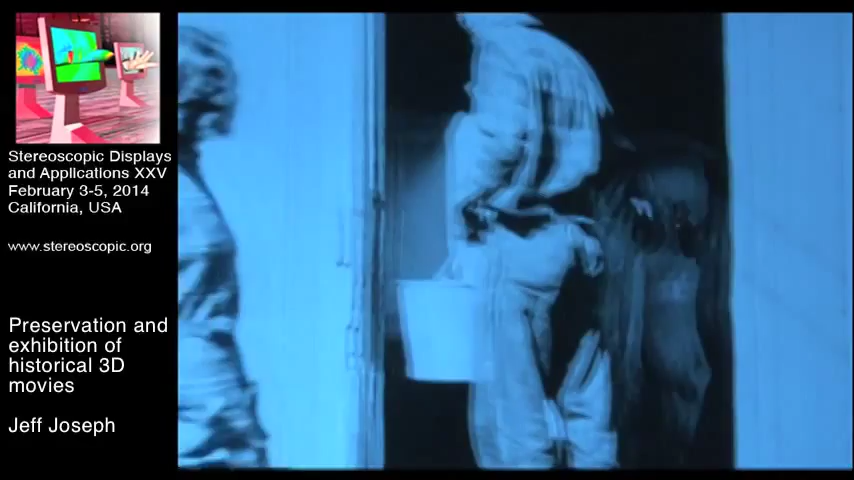 Stereoscopic Displays
and Applications XXV
February 3-5, 2014
California, USA
www.stereoscopic.org
Preservation and
exhibition of
historical 3D
movies
Jeff Joseph